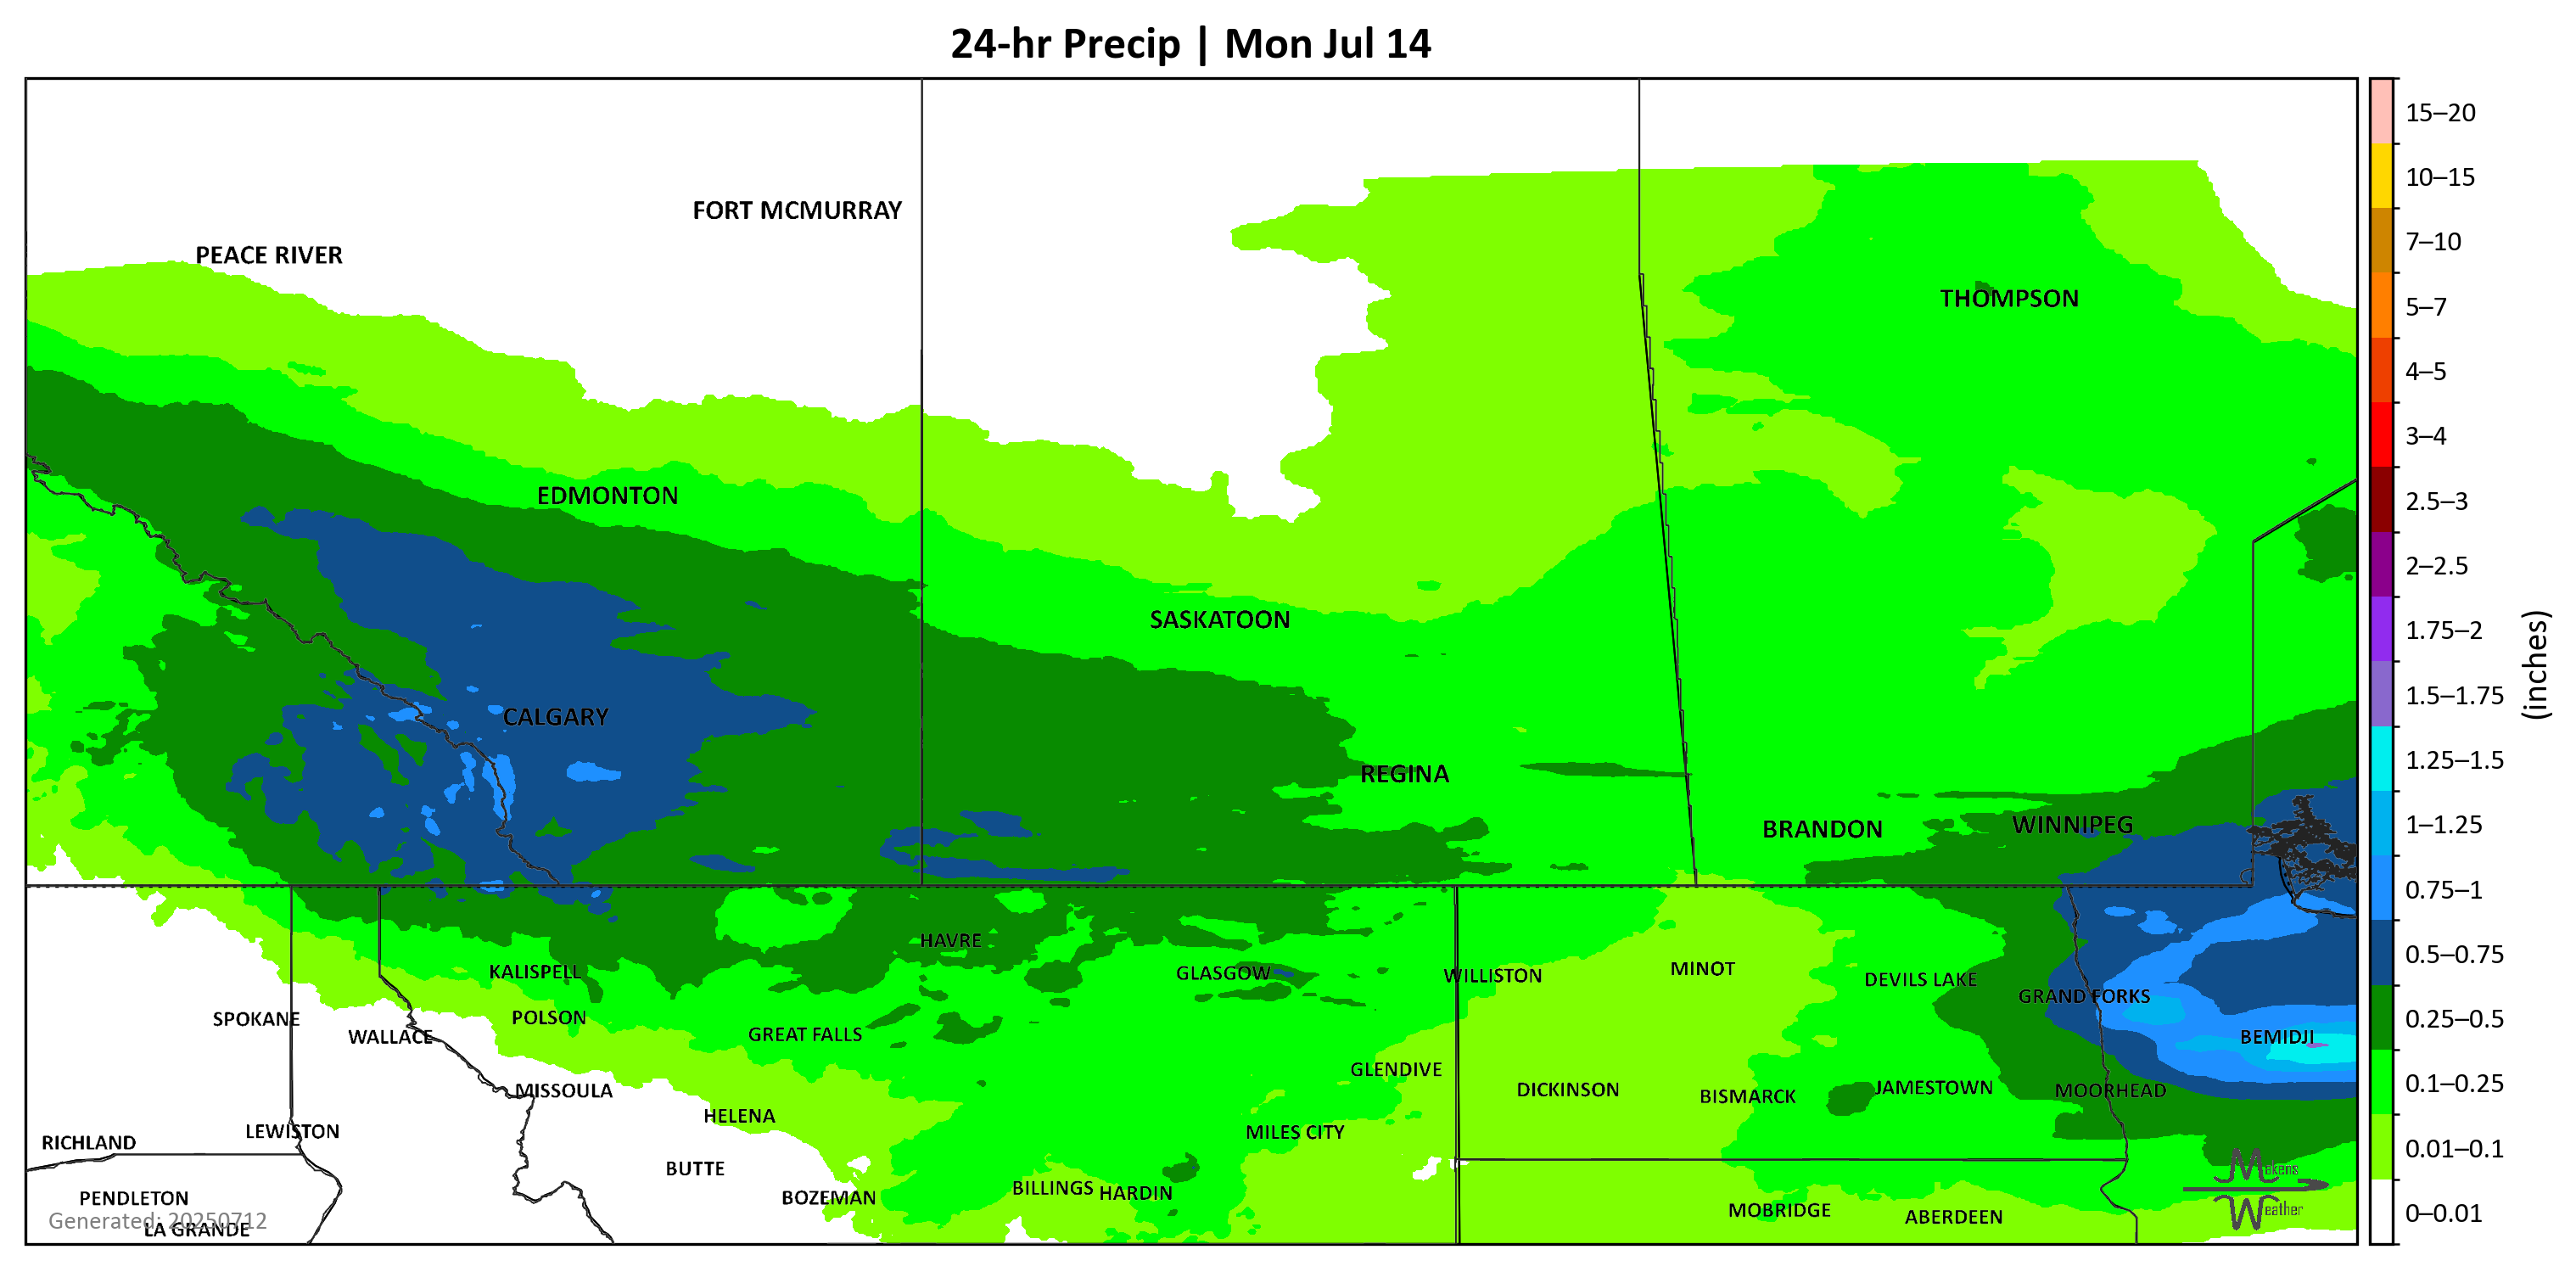 24-hr Precip | Mon Jul 14
15–20
10–15
7–10
5–7
4–5
3–4
2.5–3
2–2.5
1.75–2
1.5–1.75
1.25–1.5
1–1.25
0.75–1
0.5–0.75
0.25–0.5
0.1–0.25
0.01–0.1
0–0.01
(inches)
FORT MCMURRAY
PEACE RIVER
THOMPSON
EDMONTON
SASKATOON
CALGARY
REGINA
BRANDON
WINNIPEG
HAVRE
KALISPELL
GLASGOW
WILLISTON
MINOT
DEVILS LAKE
GRAND FORKS
SPOKANE
WALLACE
POLSON
GREAT FALLS
BEMIDJI
GLENDIVE
MISSOULA
DICKINSON
BISMARCK
JAMESTOWN
MOORHEAD
HELENA
RICHLAND
LEWISTON
MILES CITY
BUTTE
BILLINGS
HARDIN
PENDLETON
BOZEMAN
MOBRIDGE
ABERDEEN
Generated: 20250712
LA GRANDE
Mekens
Weather